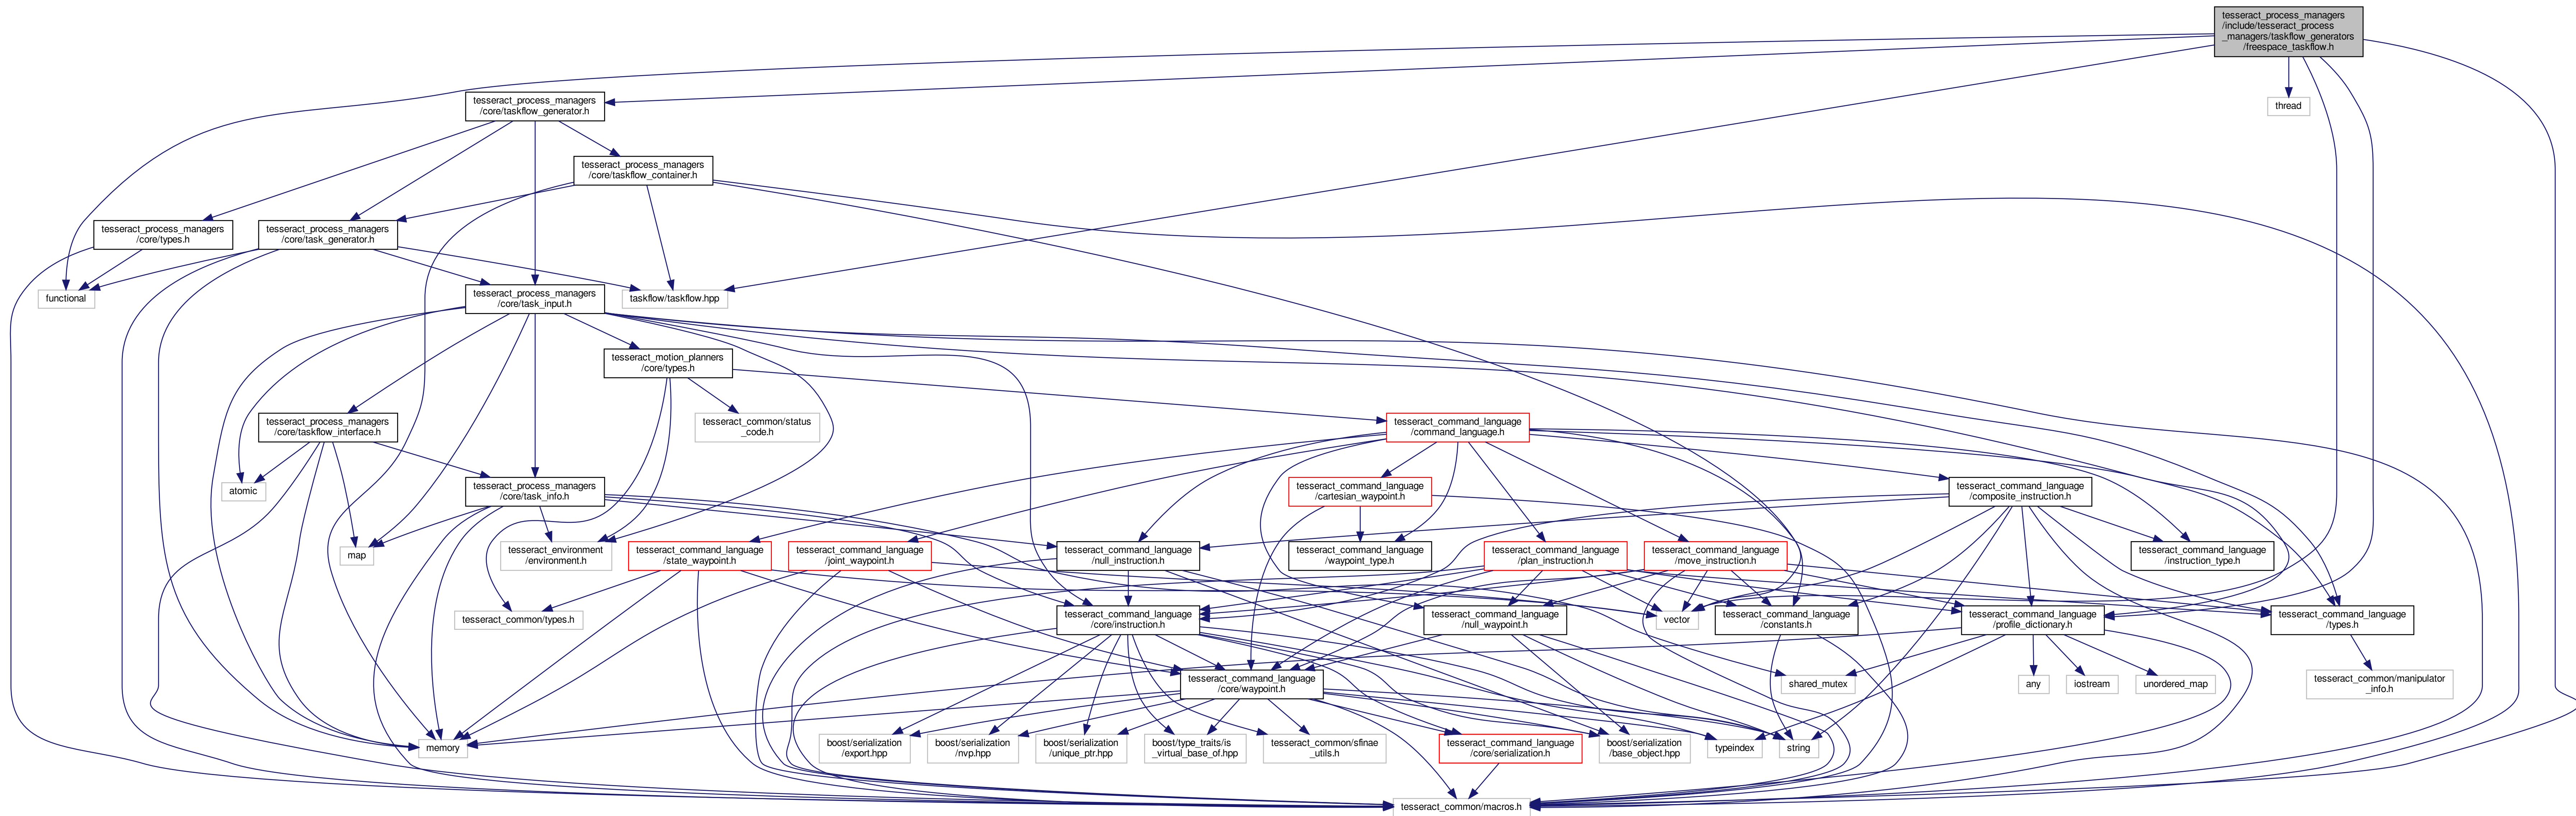 tesseract_process_managers
/include/tesseract_process
_managers/taskflow_generators
/freespace_taskflow.h
tesseract_process_managers
/core/taskflow_generator.h
thread
tesseract_process_managers
/core/taskflow_container.h
tesseract_process_managers
/core/types.h
tesseract_process_managers
/core/task_generator.h
functional
tesseract_process_managers
/core/task_input.h
taskflow/taskflow.hpp
tesseract_motion_planners
/core/types.h
tesseract_process_managers
/core/taskflow_interface.h
tesseract_common/status
_code.h
tesseract_command_language
/command_language.h
atomic
tesseract_process_managers
/core/task_info.h
tesseract_command_language
/cartesian_waypoint.h
tesseract_command_language
/composite_instruction.h
map
tesseract_environment
/environment.h
tesseract_command_language
/state_waypoint.h
tesseract_command_language
/joint_waypoint.h
tesseract_command_language
/null_instruction.h
tesseract_command_language
/waypoint_type.h
tesseract_command_language
/plan_instruction.h
tesseract_command_language
/move_instruction.h
tesseract_command_language
/instruction_type.h
tesseract_common/types.h
tesseract_command_language
/core/instruction.h
tesseract_command_language
/null_waypoint.h
vector
tesseract_command_language
/constants.h
tesseract_command_language
/profile_dictionary.h
tesseract_command_language
/types.h
tesseract_command_language
/core/waypoint.h
shared_mutex
any
iostream
unordered_map
tesseract_common/manipulator
_info.h
memory
boost/serialization
/export.hpp
boost/serialization
/nvp.hpp
boost/serialization
/unique_ptr.hpp
boost/type_traits/is
_virtual_base_of.hpp
tesseract_common/sfinae
_utils.h
tesseract_command_language
/core/serialization.h
boost/serialization
/base_object.hpp
typeindex
string
tesseract_common/macros.h